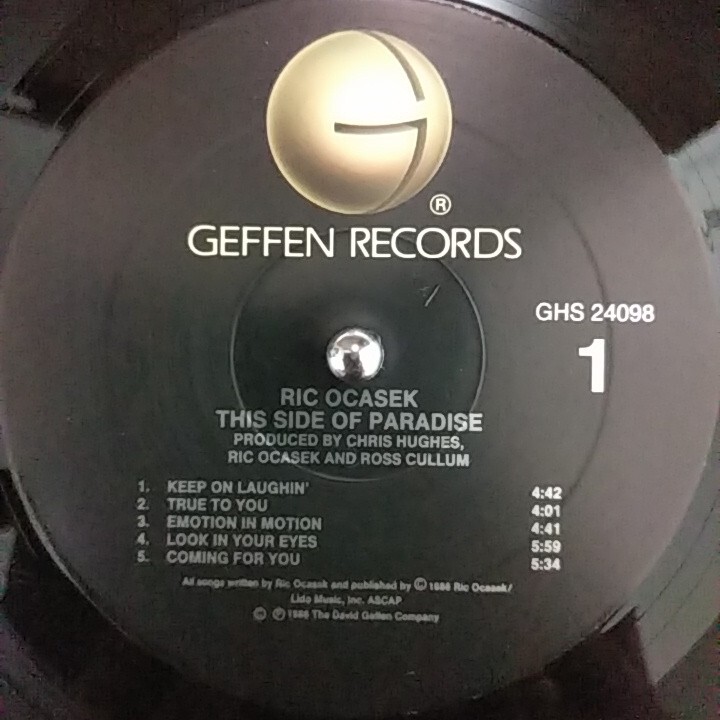 ®
GEFFEN RECORDS
GHS 24098
1
RIC OCASEK
THIS SIDE OF PARADISE
PRODUCED BY CHRIS HUGHES,
RIC OCASEK AND ROSS CULLUM
1. KEEP ON LAUGHIN' 4:42
2. TRUE TO YOU 4:01
3. EMOTION IN MOTION 4:41
4. LOOK IN YOUR EYES 5:59
5. COMING FOR YOU 5:34
All songs written by Ric Ocasek and published by © 1986 Ric Ocasek/
Lido Music, Inc. ASCAP
© ℗ 1986 The David Geffen Company